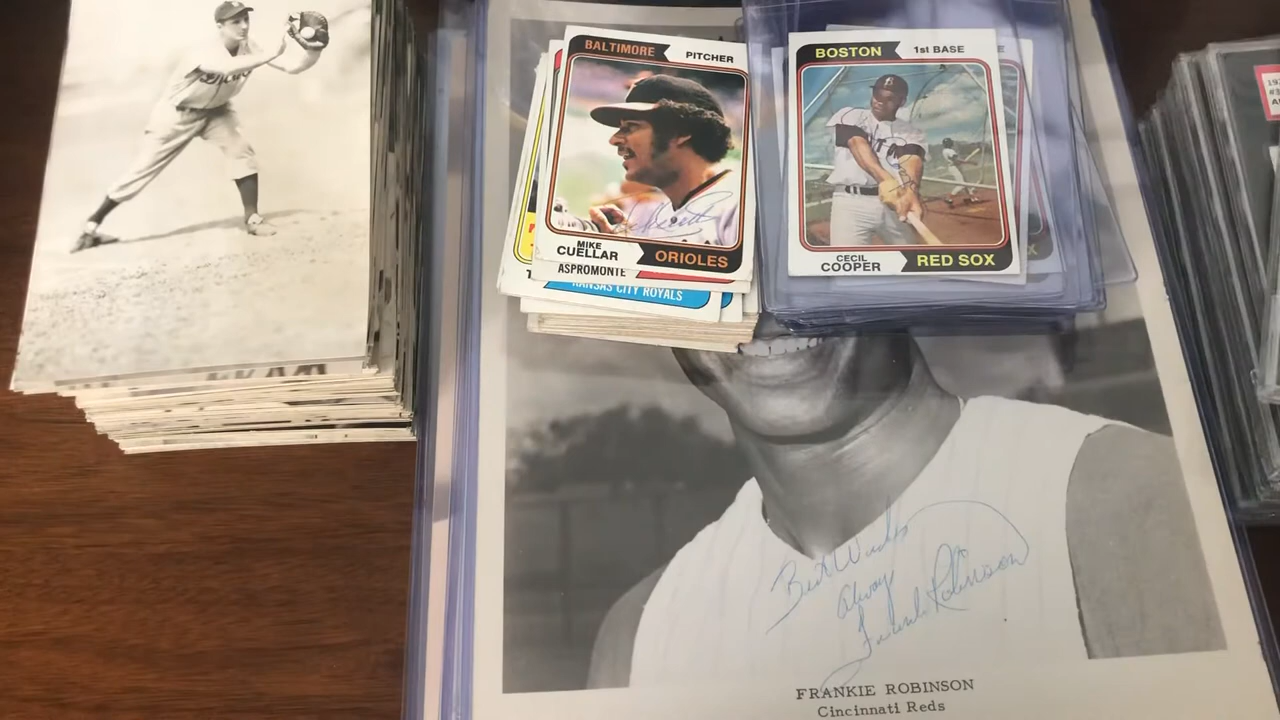 BALTIMORE PITCHER
MIKE
CUELLAR ORIOLES
ASPROMONTE
KANSAS CITY ROYALS
BOSTON 1st BASE
CECIL
COOPER RED SOX
Best Wishes
always
Frank Robinson
FRANKIE ROBINSON
Cincinnati Reds